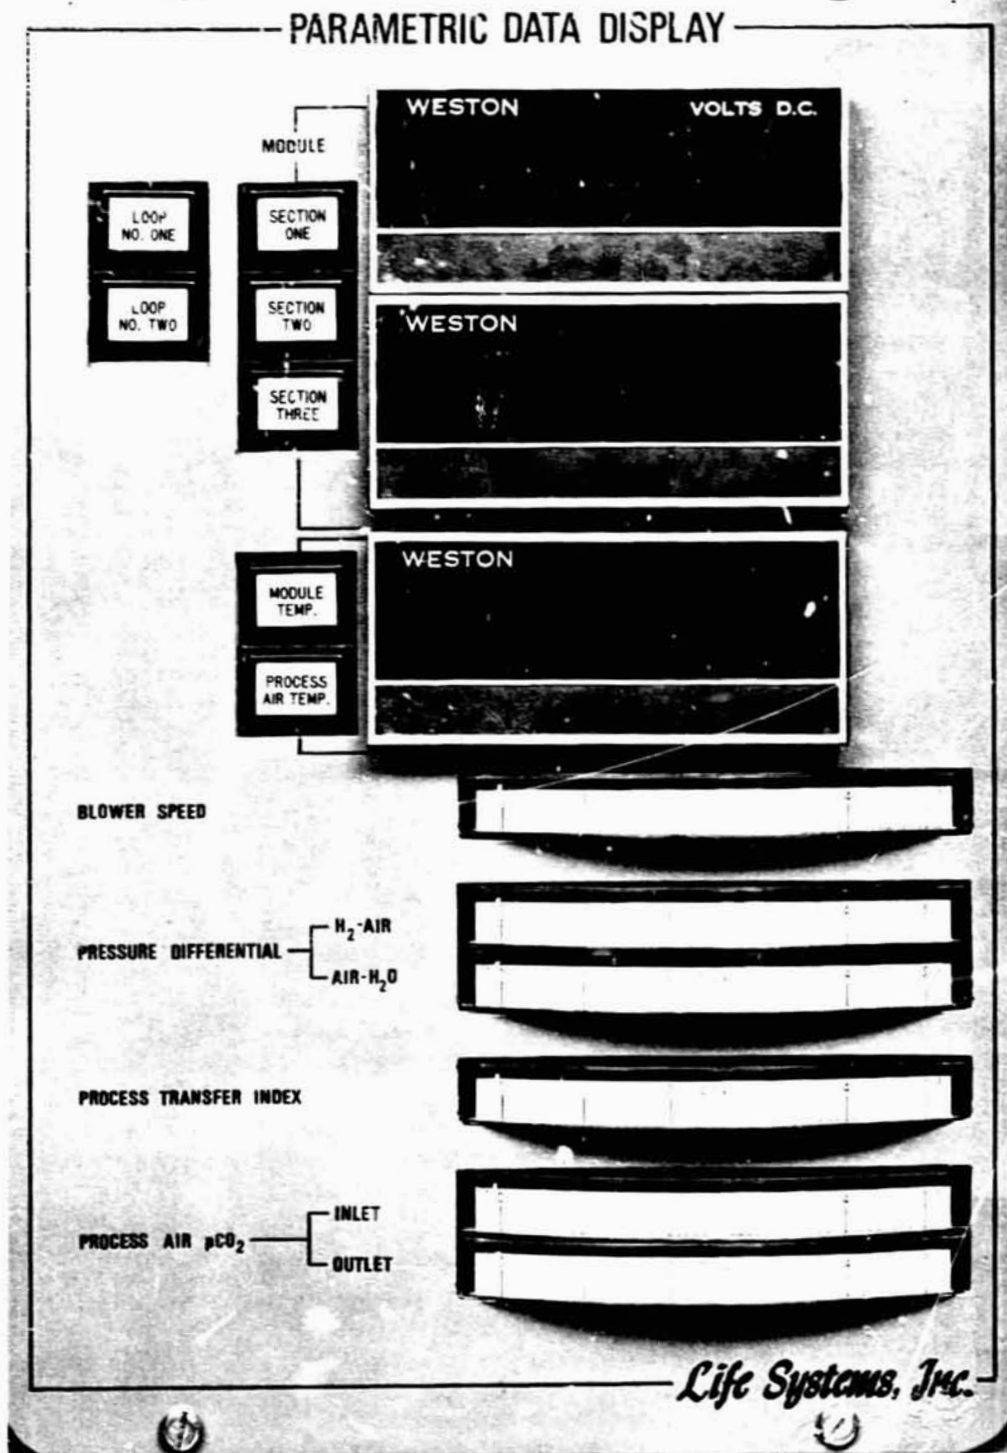 PARAMETRIC DATA DISPLAY
WESTON VOLTS D.C.
MODULE
LOOP
NO. ONE
SECTION
ONE
LOOP
NO. TWO
SECTION
TWO
WESTON
SECTION
THREE
WESTON
MODULE
TEMP.
PROCESS
AIR TEMP.
BLOWER SPEED
PRESSURE DIFFERENTIAL
H₂-AIR
AIR-H₂O
PROCESS TRANSFER INDEX
PROCESS AIR pCO₂
INLET
OUTLET
Life Systems, Inc.